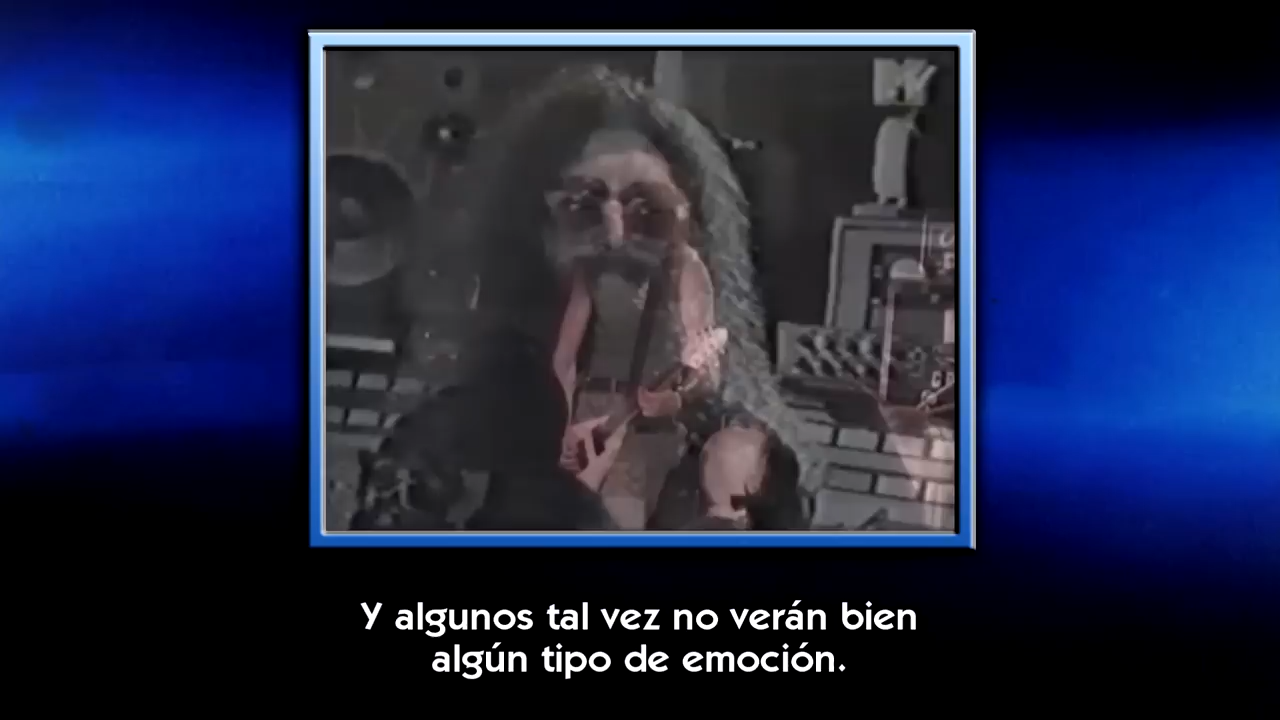 Y algunos tal vez no verán bien
algún tipo de emoción.